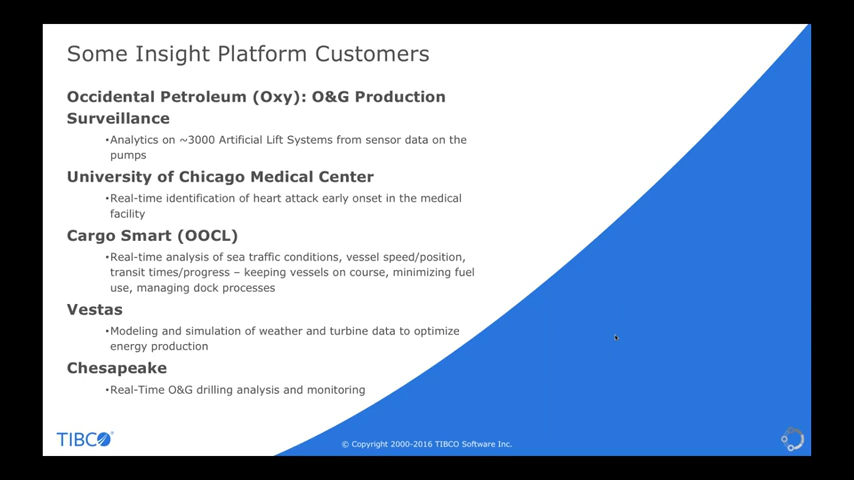 Some Insight Platform Customers
Occidental Petroleum (Oxy): O&G Production
Surveillance
•Analytics on ~3000 Artificial Lift Systems from sensor data on the
pumps
University of Chicago Medical Center
•Real-time identification of heart attack early onset in the medical
facility
Cargo Smart (OOCL)
•Real-time analysis of sea traffic conditions, vessel speed/position,
transit times/progress – keeping vessels on course, minimizing fuel
use, managing dock processes
Vestas
•Modeling and simulation of weather and turbine data to optimize
energy production
Chesapeake
•Real-Time O&G drilling analysis and monitoring
TIBCO®
© Copyright 2000-2016 TIBCO Software Inc.